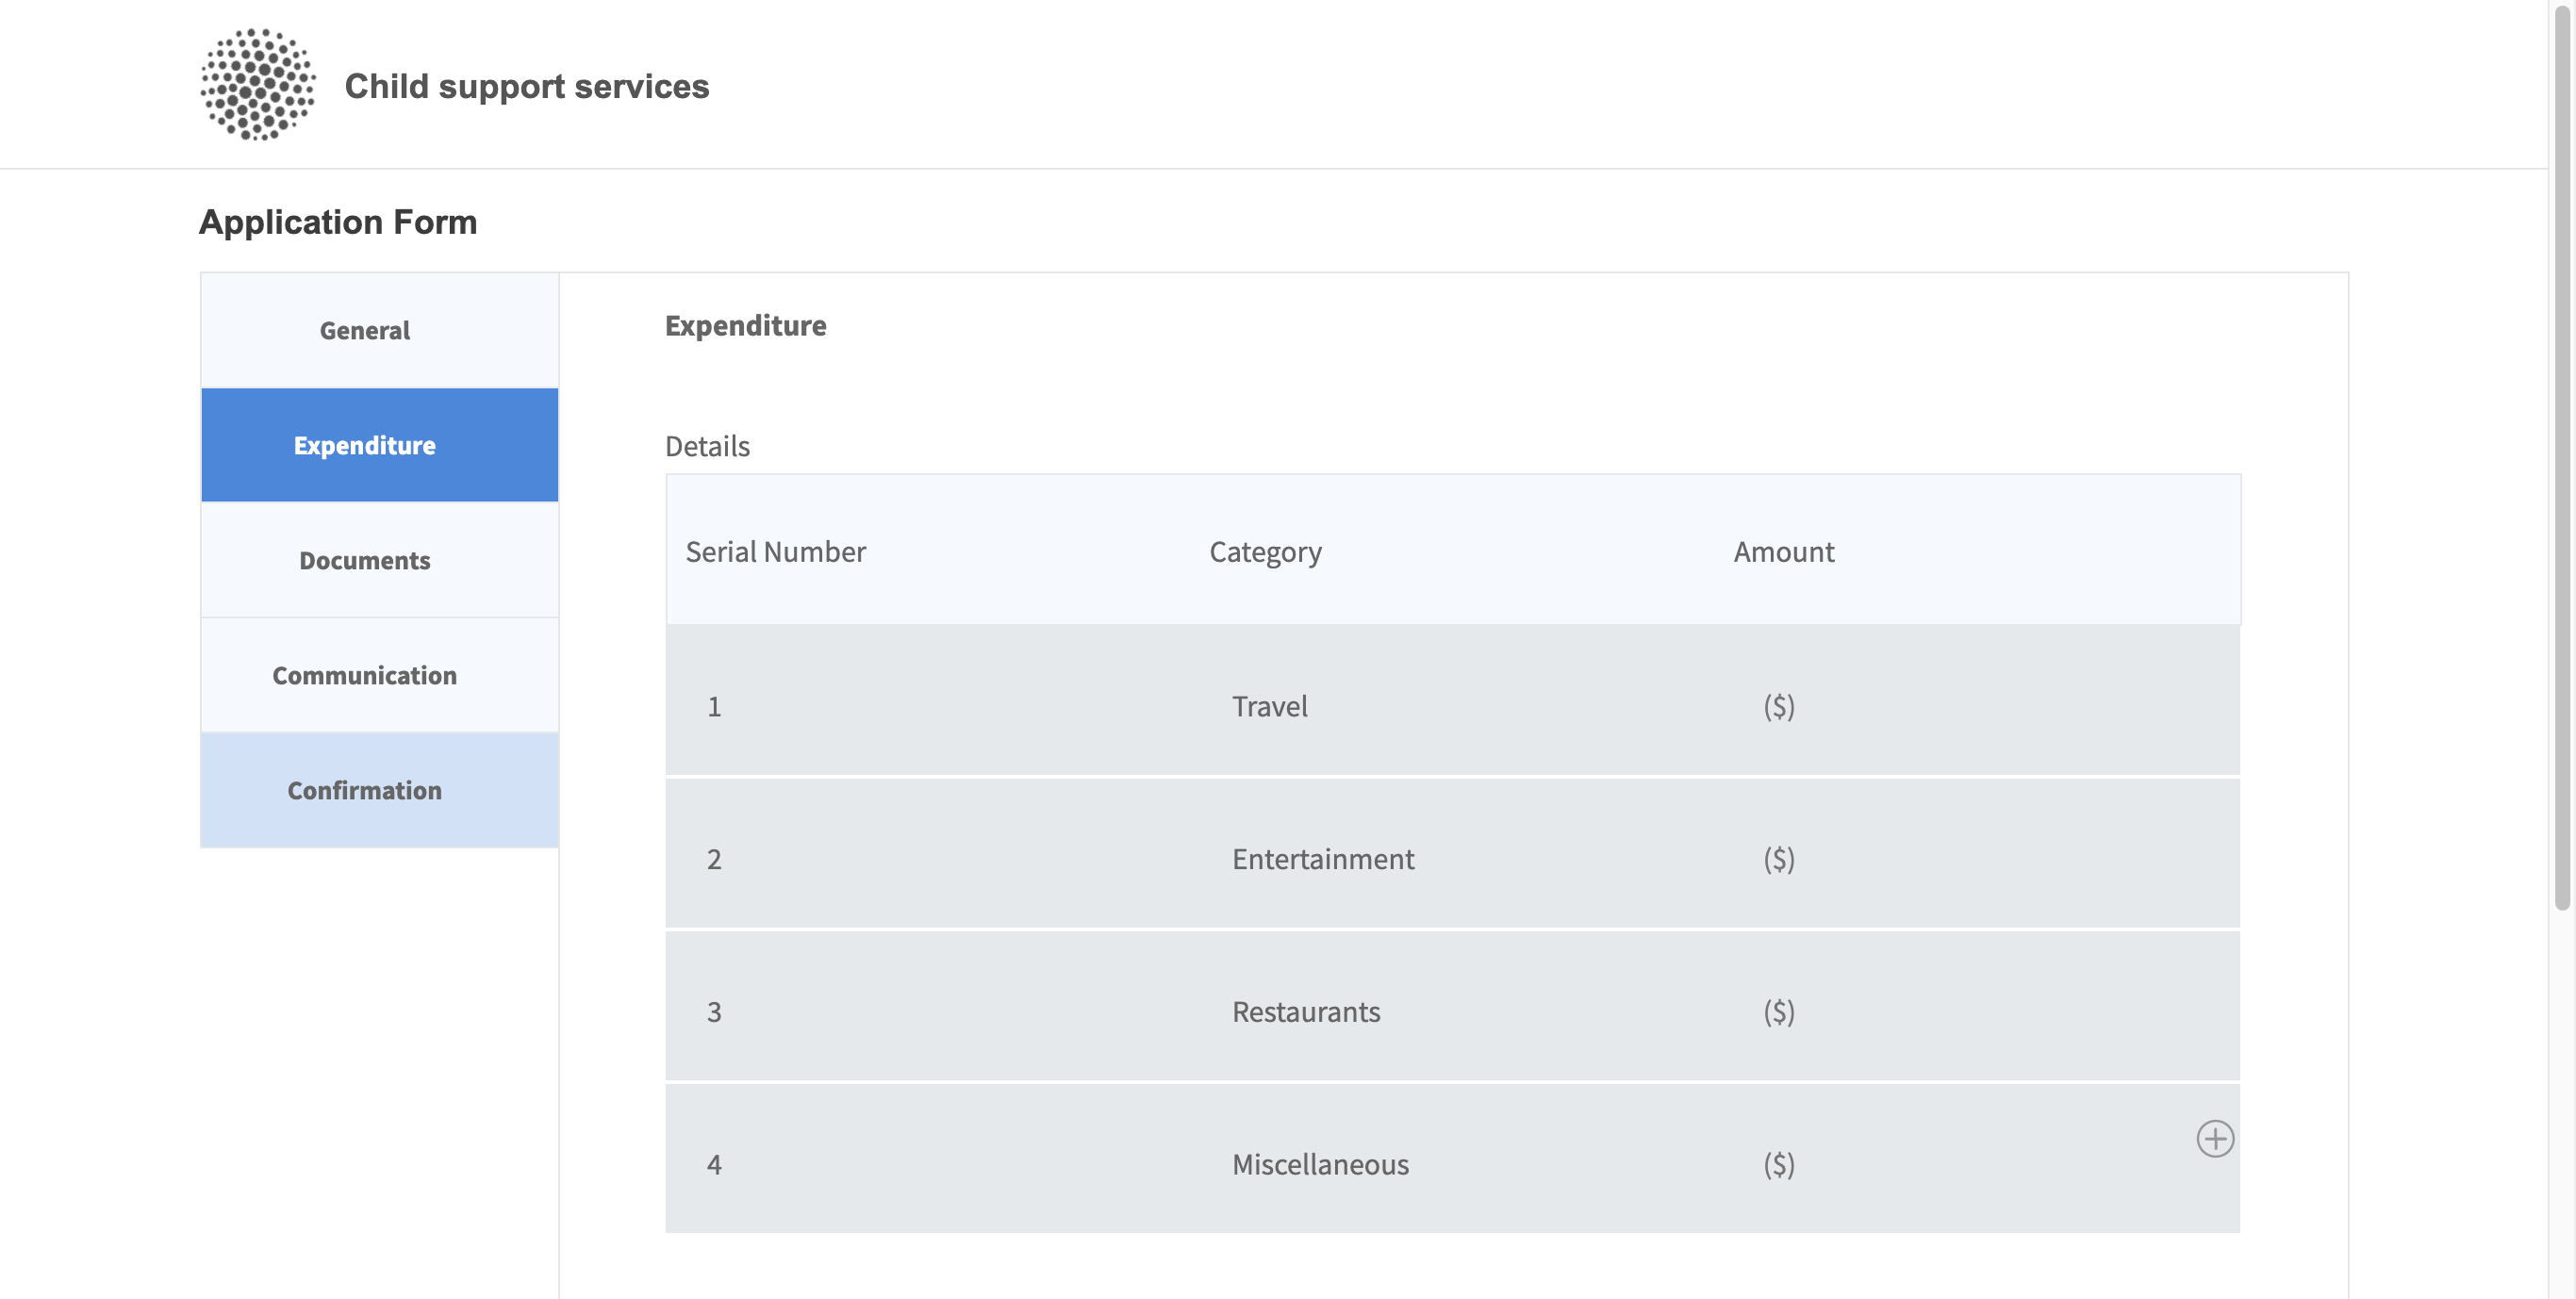 Child support services
Application Form
General
Expenditure
Documents
Communication
Confirmation
Expenditure
Details
Serial Number Category Amount
1 Travel ($)
2 Entertainment ($)
3 Restaurants ($)
4 Miscellaneous ($)